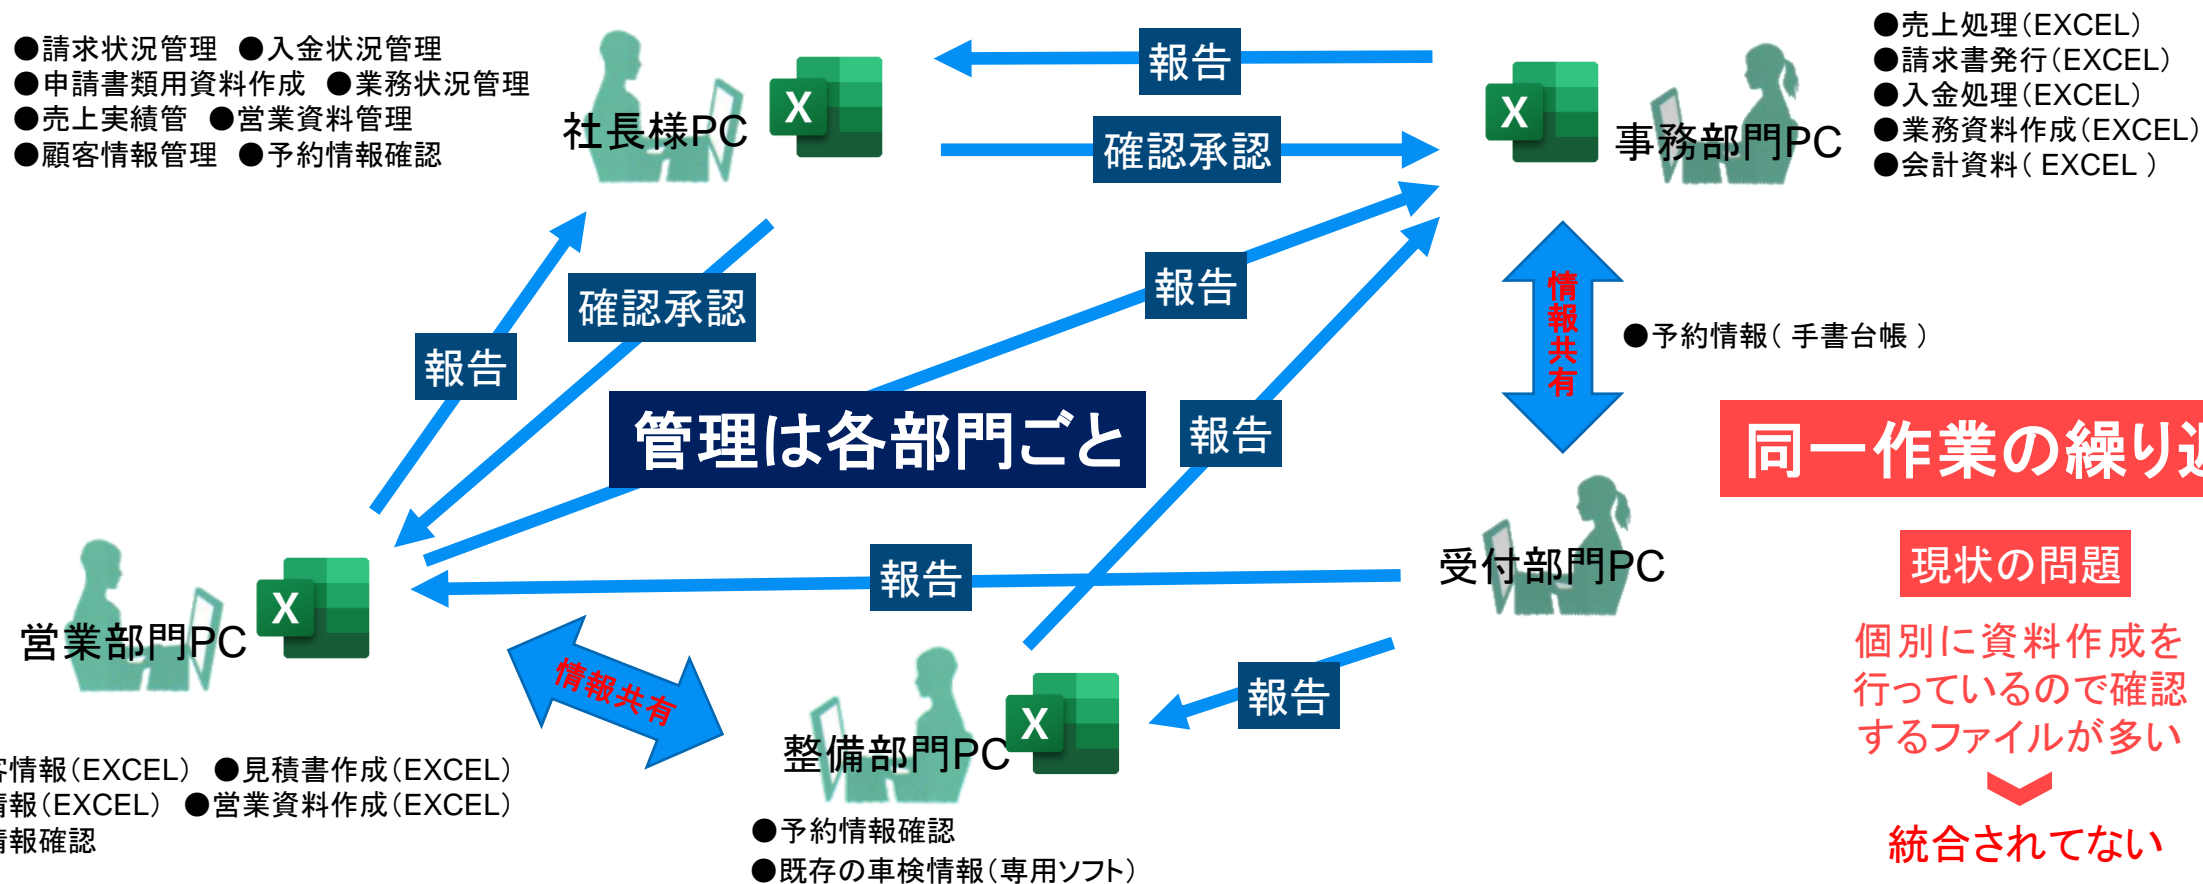 ●請求状況管理　●入金状況管理
●申請書類用資料作成　●業務状況管理
●売上実績管　●営業資料管理
●顧客情報管理　●予約情報確認
社長様PC
X
報告
確認承認
X
事務部門PC
●売上処理（EXCEL）
●請求書発行（EXCEL）
●入金処理（EXCEL）
●業務資料作成（EXCEL）
●会計資料（ EXCEL ）
報告
確認承認
報告
報告
情報共有
●予約情報（ 手書台帳 ）
管理は各部門ごと
同一作業の繰り
現状の問題
個別に資料作成を
行っているので確認
するファイルが多い
統合されてない
営業部門PC
X
報告
受付部門PC
情報共有
報告
整備部門PC
X
情報（EXCEL）　●見積書作成（EXCEL）
報（EXCEL）　●営業資料作成（EXCEL）
報確認
●予約情報確認
●既存の車検情報（専用ソフト）